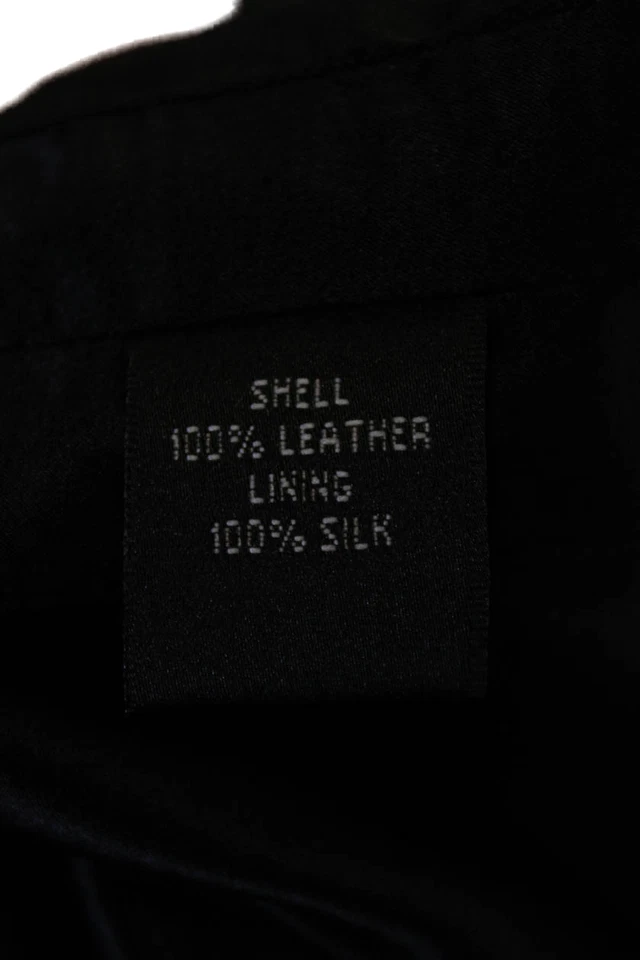 SHELL
100% LEATHER
LINING
100% SILK